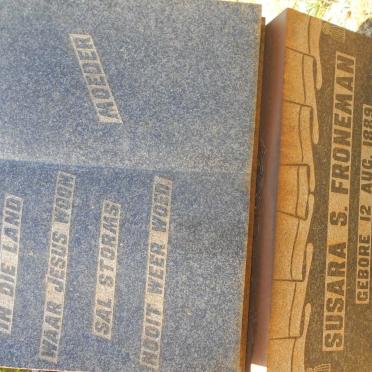 MOEDER
IN DIE LAND
WAAR JESUS WOON
SAL STORMS
NOOIT WEER WOED
SUSARA S. FRONEMAN
GEBORE 12 AUG. 1889